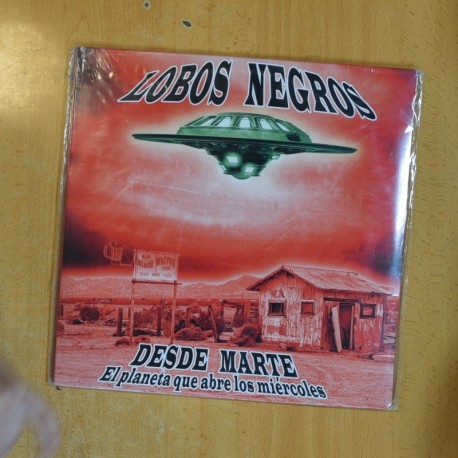 LOBOS NEGROS
DESDE MARTE
El planeta que abre los miércoles